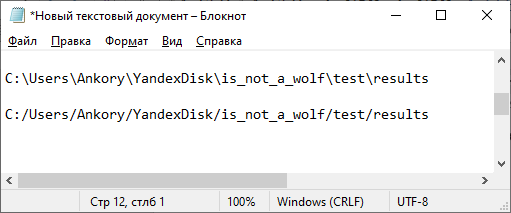 *Новый текстовый документ – Блокнот
Файл Правка Формат Вид Справка
C:\Users\Ankory\YandexDisk\is_not_a_wolf\test\results
C:/Users/Ankory/YandexDisk/is_not_a_wolf/test/results
Стр 12, стлб 1 100% Windows (CRLF) UTF-8